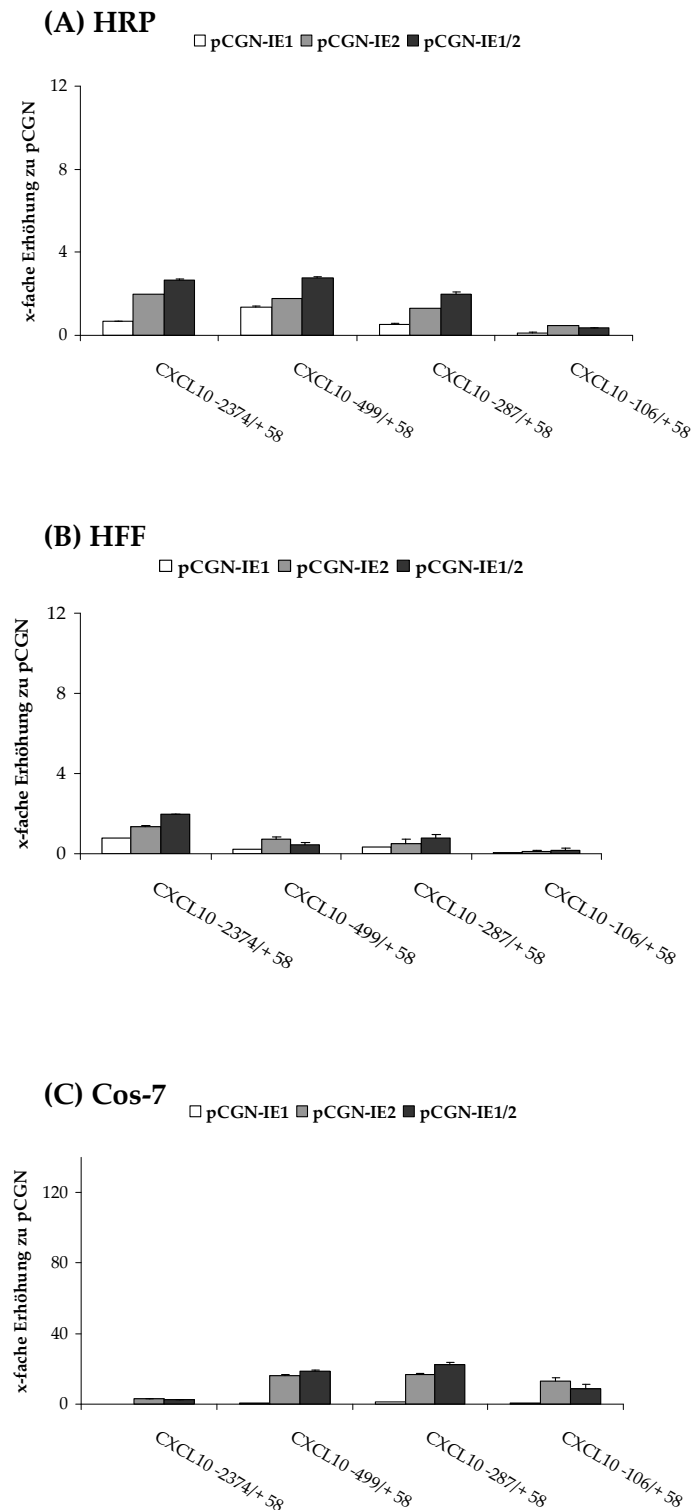 (A) HRP
pCGN-IE1 pCGN-IE2 pCGN-IE1/2
x-fache Erhöhung zu pCGN
12
8
4
0
CXCL10 -2374/+58
CXCL10 -499/+58
CXCL10 -287/+58
CXCL10 -106/+58
(B) HFF
pCGN-IE1 pCGN-IE2 pCGN-IE1/2
x-fache Erhöhung zu pCGN
12
8
4
0
CXCL10 -2374/+58
CXCL10 -499/+58
CXCL10 -287/+58
CXCL10 -106/+58
(C) Cos-7
pCGN-IE1 pCGN-IE2 pCGN-IE1/2
x-fache Erhöhung zu pCGN
120
80
40
0
CXCL10 -2374/+58
CXCL10 -499/+58
CXCL10 -287/+58
CXCL10 -106/+58